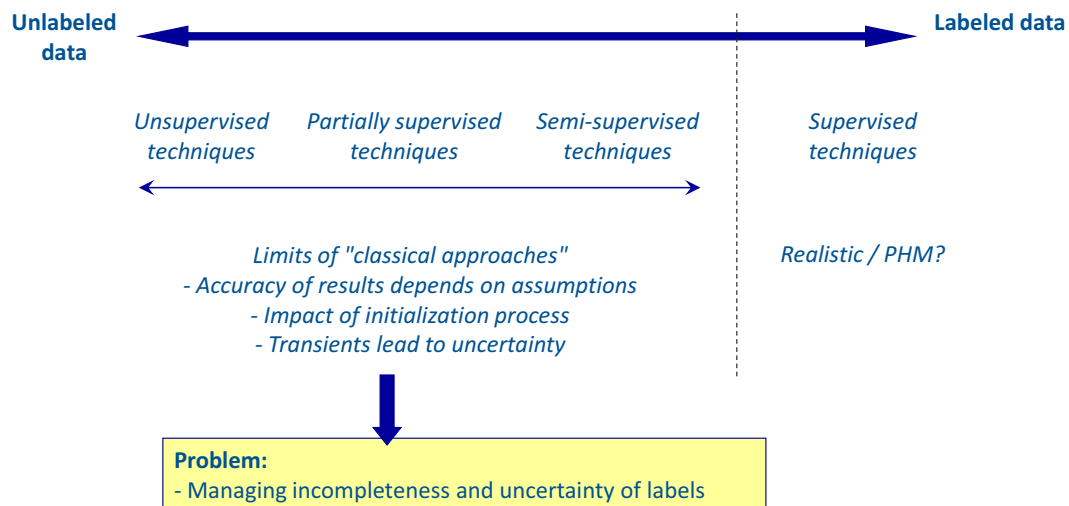 Unlabeled
data
Labeled data
Unsupervised
techniques
Partially supervised
techniques
Semi-supervised
techniques
Supervised
techniques
Limits of "classical approaches"
- Accuracy of results depends on assumptions
- Impact of initialization process
- Transients lead to uncertainty
Realistic / PHM?
Problem:
- Managing incompleteness and uncertainty of labels